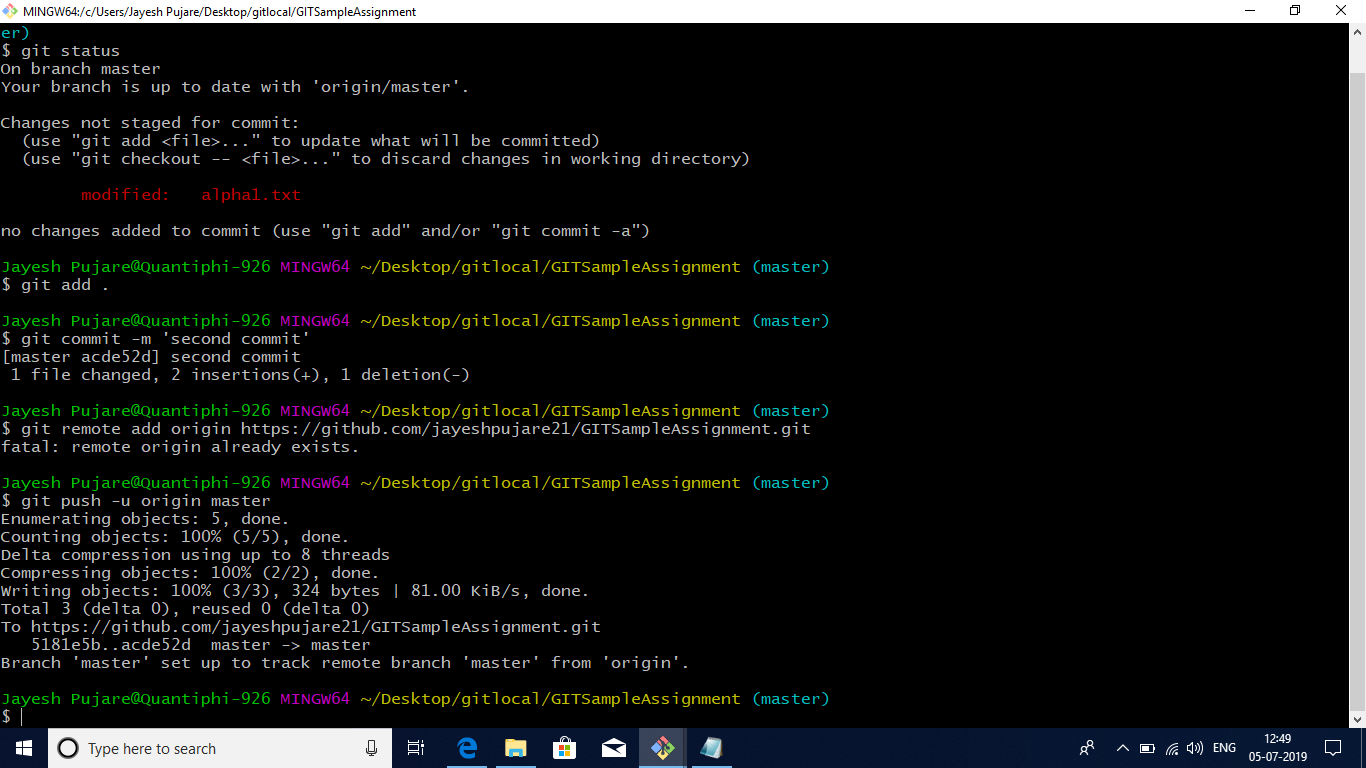 MINGW64:/c/Users/Jayesh Pujare/Desktop/gitlocal/GITSampleAssignment
er)
$ git status
On branch master
Your branch is up to date with 'origin/master'.
Changes not staged for commit:
  (use "git add <file>..." to update what will be committed)
  (use "git checkout -- <file>..." to discard changes in working directory)
        modified:   alpha1.txt
no changes added to commit (use "git add" and/or "git commit -a")
Jayesh Pujare@Quantiphi-926 MINGW64 ~/Desktop/gitlocal/GITSampleAssignment (master)
$ git add .
Jayesh Pujare@Quantiphi-926 MINGW64 ~/Desktop/gitlocal/GITSampleAssignment (master)
$ git commit -m 'second commit'
[master acde52d] second commit
 1 file changed, 2 insertions(+), 1 deletion(-)
Jayesh Pujare@Quantiphi-926 MINGW64 ~/Desktop/gitlocal/GITSampleAssignment (master)
$ git remote add origin https://github.com/jayeshpujare21/GITSampleAssignment.git
fatal: remote origin already exists.
Jayesh Pujare@Quantiphi-926 MINGW64 ~/Desktop/gitlocal/GITSampleAssignment (master)
$ git push -u origin master
Enumerating objects: 5, done.
Counting objects: 100% (5/5), done.
Delta compression using up to 8 threads
Compressing objects: 100% (2/2), done.
Writing objects: 100% (3/3), 324 bytes | 81.00 KiB/s, done.
Total 3 (delta 0), reused 0 (delta 0)
To https://github.com/jayeshpujare21/GITSampleAssignment.git
   5181e5b..acde52d  master -> master
Branch 'master' set up to track remote branch 'master' from 'origin'.
Jayesh Pujare@Quantiphi-926 MINGW64 ~/Desktop/gitlocal/GITSampleAssignment (master)
$
Type here to search
ENG
12:49
05-07-2019